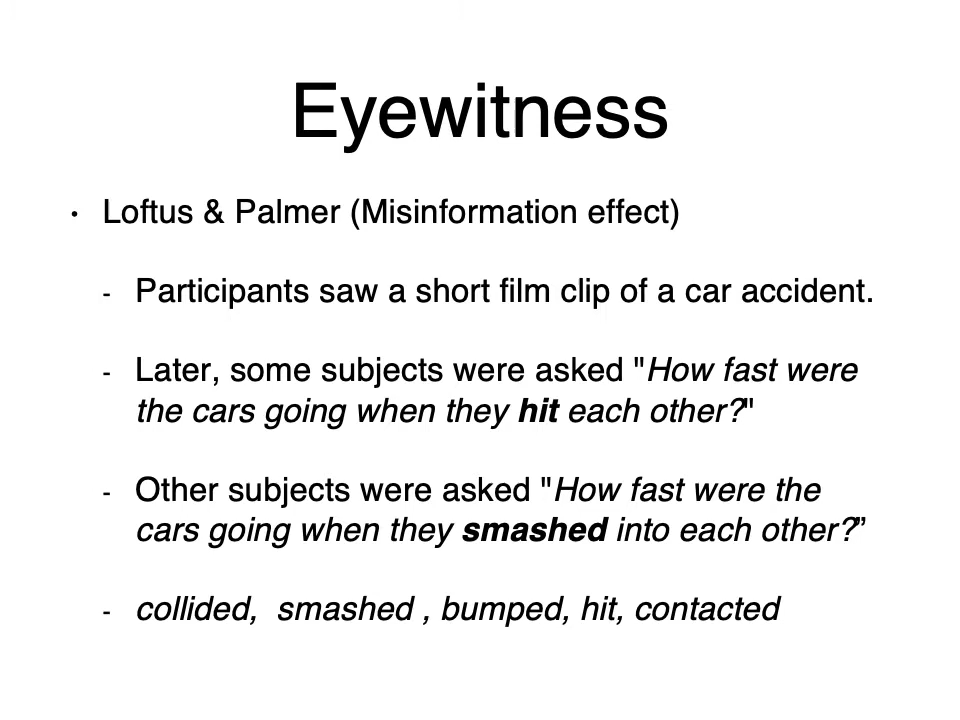 Eyewitness
• Loftus & Palmer (Misinformation effect)
- Participants saw a short film clip of a car accident.
- Later, some subjects were asked "How fast were
the cars going when they hit each other?"
- Other subjects were asked "How fast were the
cars going when they smashed into each other?”
- collided,  smashed , bumped, hit, contacted